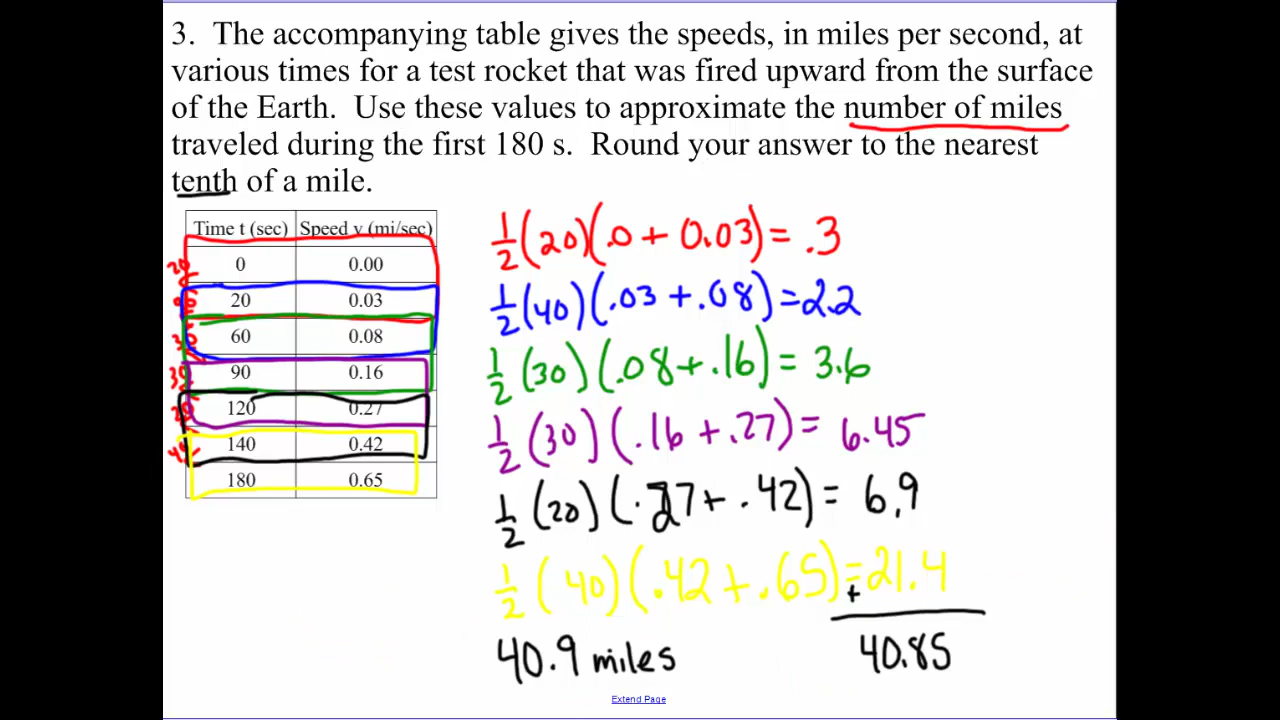 3. The accompanying table gives the speeds, in miles per second, at
various times for a test rocket that was fired upward from the surface
of the Earth. Use these values to approximate the number of miles
traveled during the first 180 s. Round your answer to the nearest
tenth of a mile.
Time t (sec) Speed v (mi/sec)
0 0.00
20 0.03
60 0.08
90 0.16
120 0.27
140 0.42
180 0.65
20
30
30
20
½(20)(.0 + 0.03) = .3
½(40)(.03 + .08) = 2.2
½(30)(.08 + .16) = 3.6
½(30)(.16 + .27) = 6.45
½(20)(.27 + .42) = 6.9
½(40)(.42 + .65) = 21.4
+
40.9 miles 40.85
Extend Page